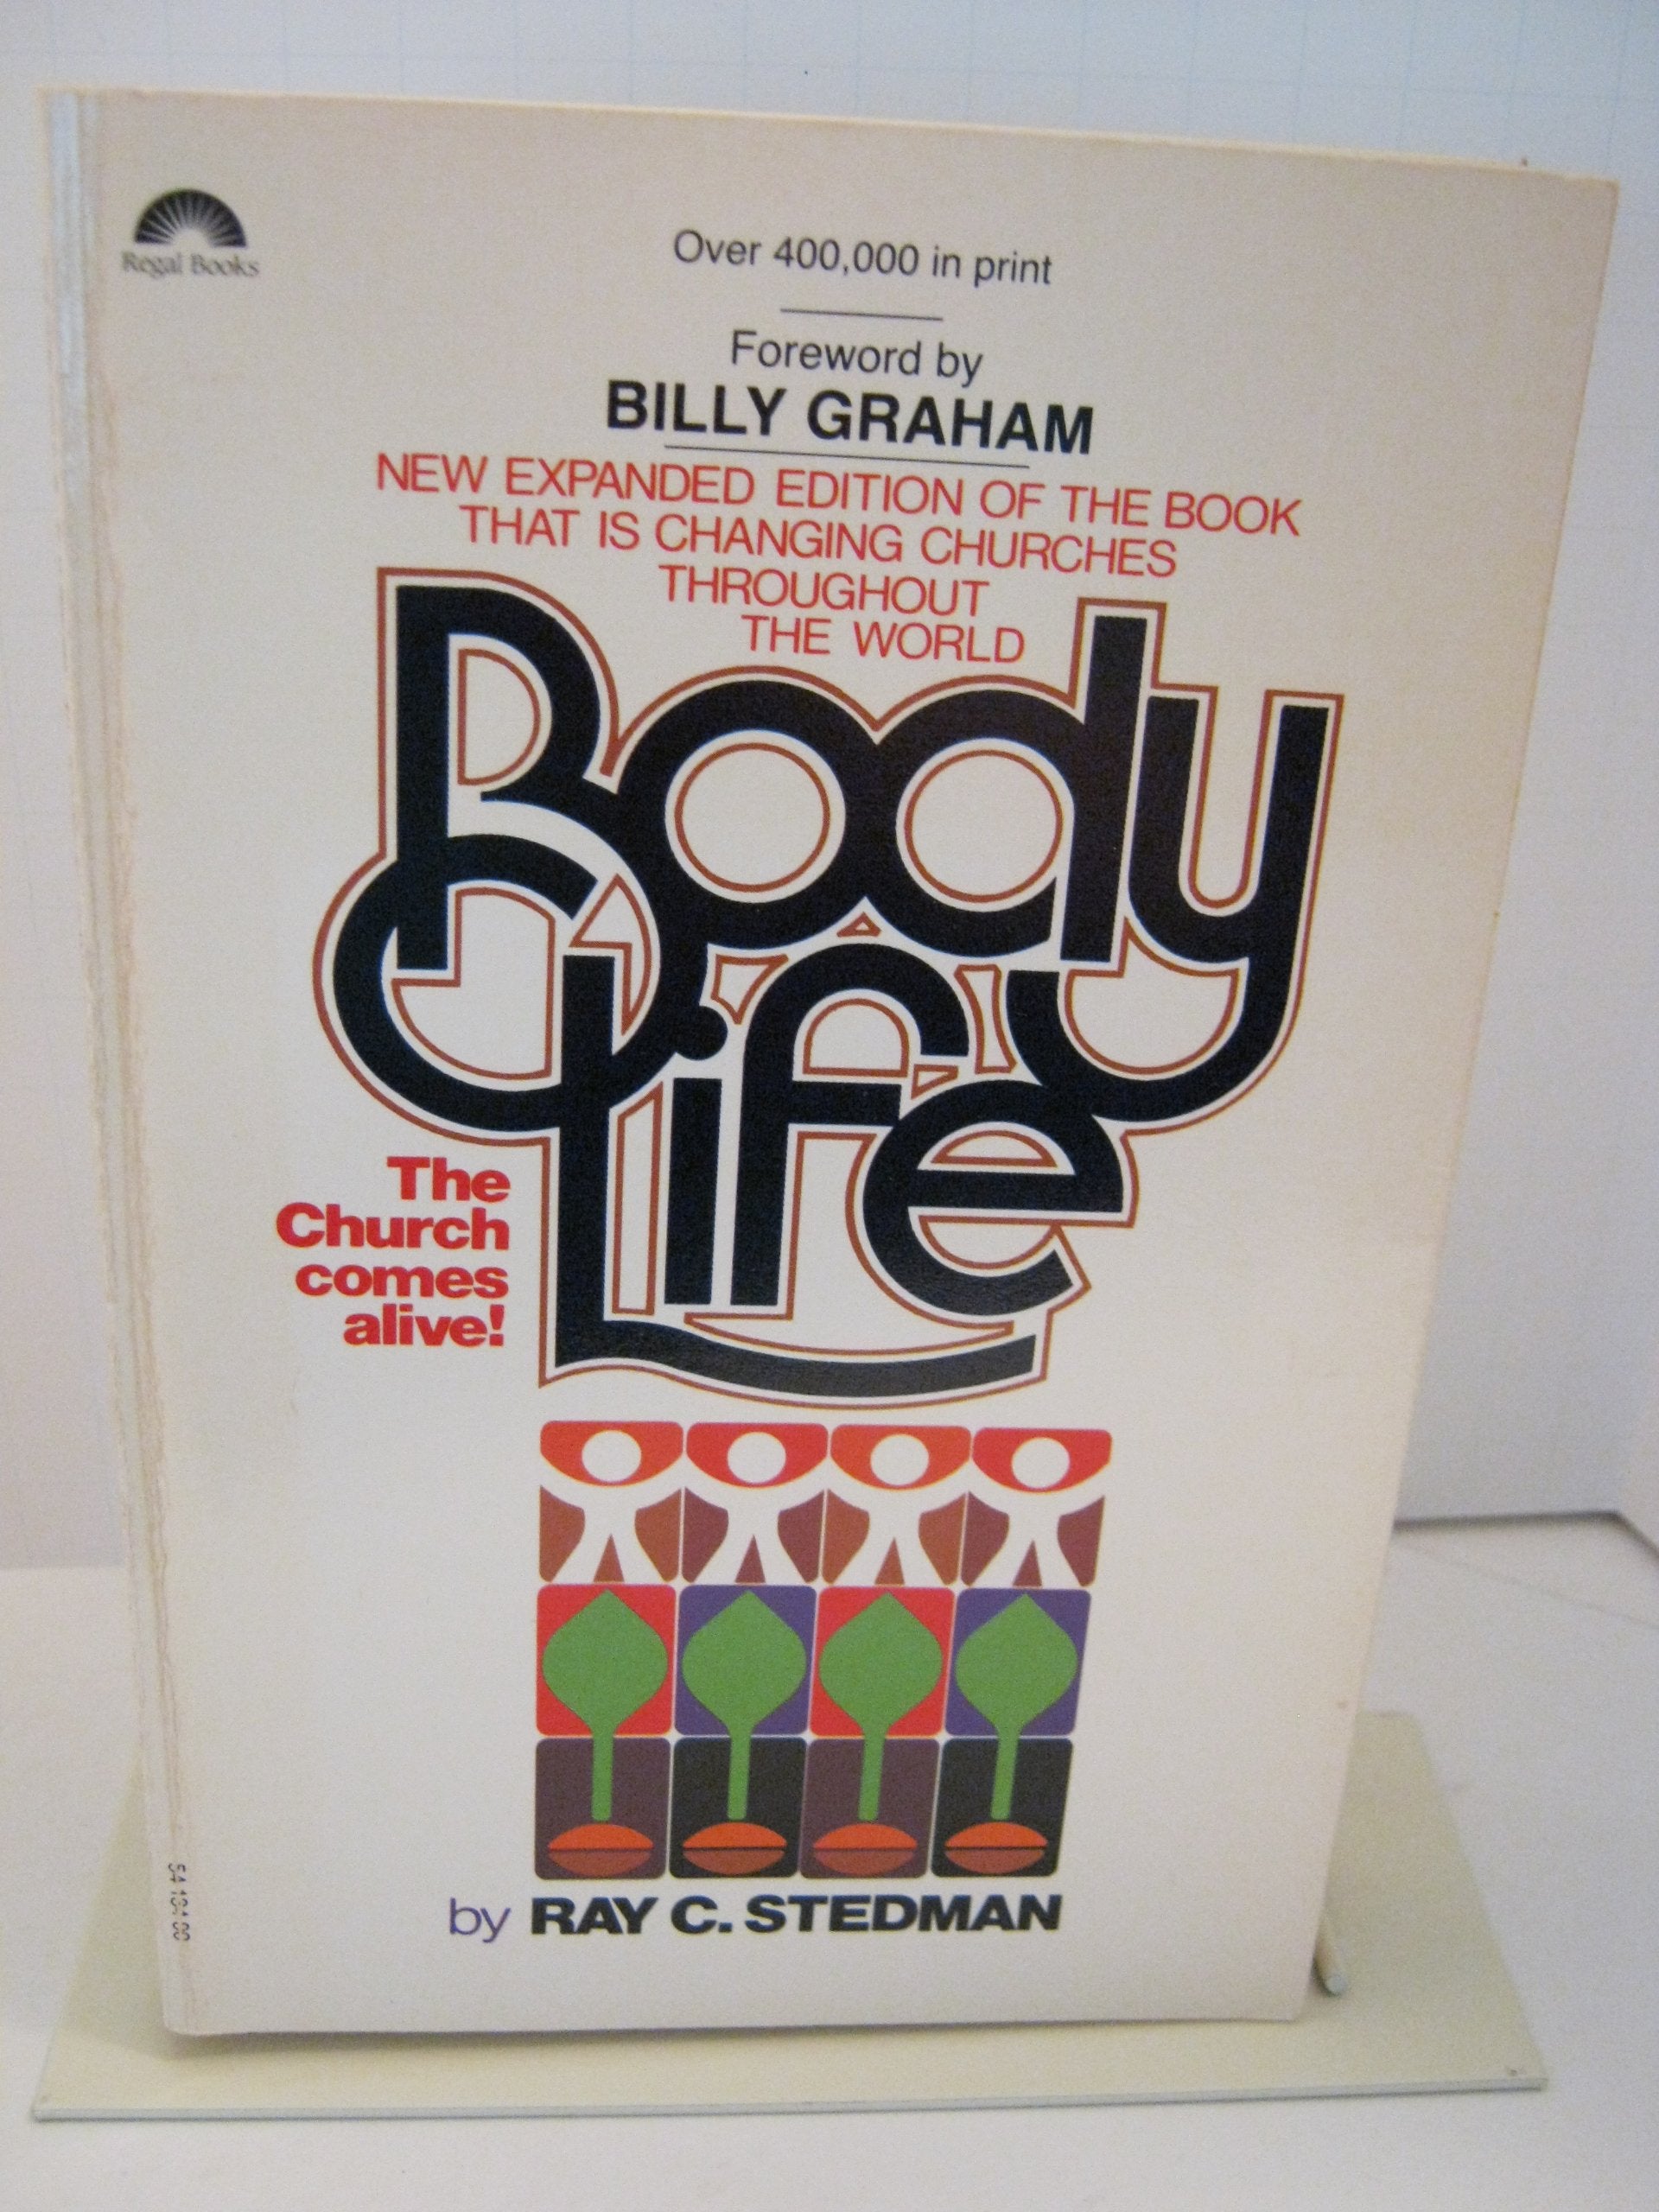 Regal Books
Over 400,000 in print
Foreword by
BILLY GRAHAM
NEW EXPANDED EDITION OF THE BOOK
THAT IS CHANGING CHURCHES
THROUGHOUT
THE WORLD
Body
Life
The
Church
comes
alive!
by RAY C. STEDMAN